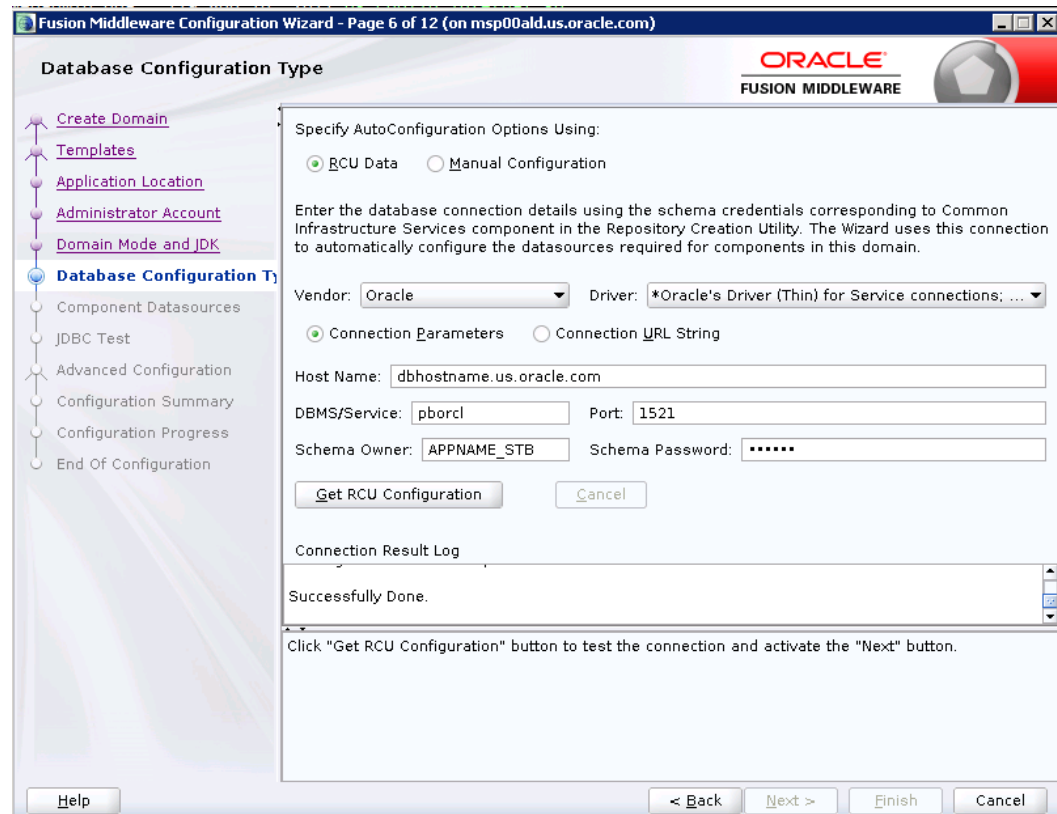 Fusion Middleware Configuration Wizard - Page 6 of 12 (on msp00ald.us.oracle.com)
Database Configuration Type
ORACLE
FUSION MIDDLEWARE
Create Domain
Templates
Application Location
Administrator Account
Domain Mode and JDK
Database Configuration Ty
Component Datasources
JDBC Test
Advanced Configuration
Configuration Summary
Configuration Progress
End Of Configuration
Specify AutoConfiguration Options Using:
RCU Data Manual Configuration
Enter the database connection details using the schema credentials corresponding to Common
Infrastructure Services component in the Repository Creation Utility. The Wizard uses this connection
to automatically configure the datasources required for components in this domain.
Vendor: Oracle Driver: *Oracle's Driver (Thin) for Service connections; ...
Connection Parameters Connection URL String
Host Name: dbhostname.us.oracle.com
DBMS/Service: pborcl Port: 1521
Schema Owner: APPNAME_STB Schema Password: ••••••
Get RCU Configuration Cancel
Connection Result Log
Successfully Done.
Click "Get RCU Configuration" button to test the connection and activate the "Next" button.
Help < Back Next > Finish Cancel